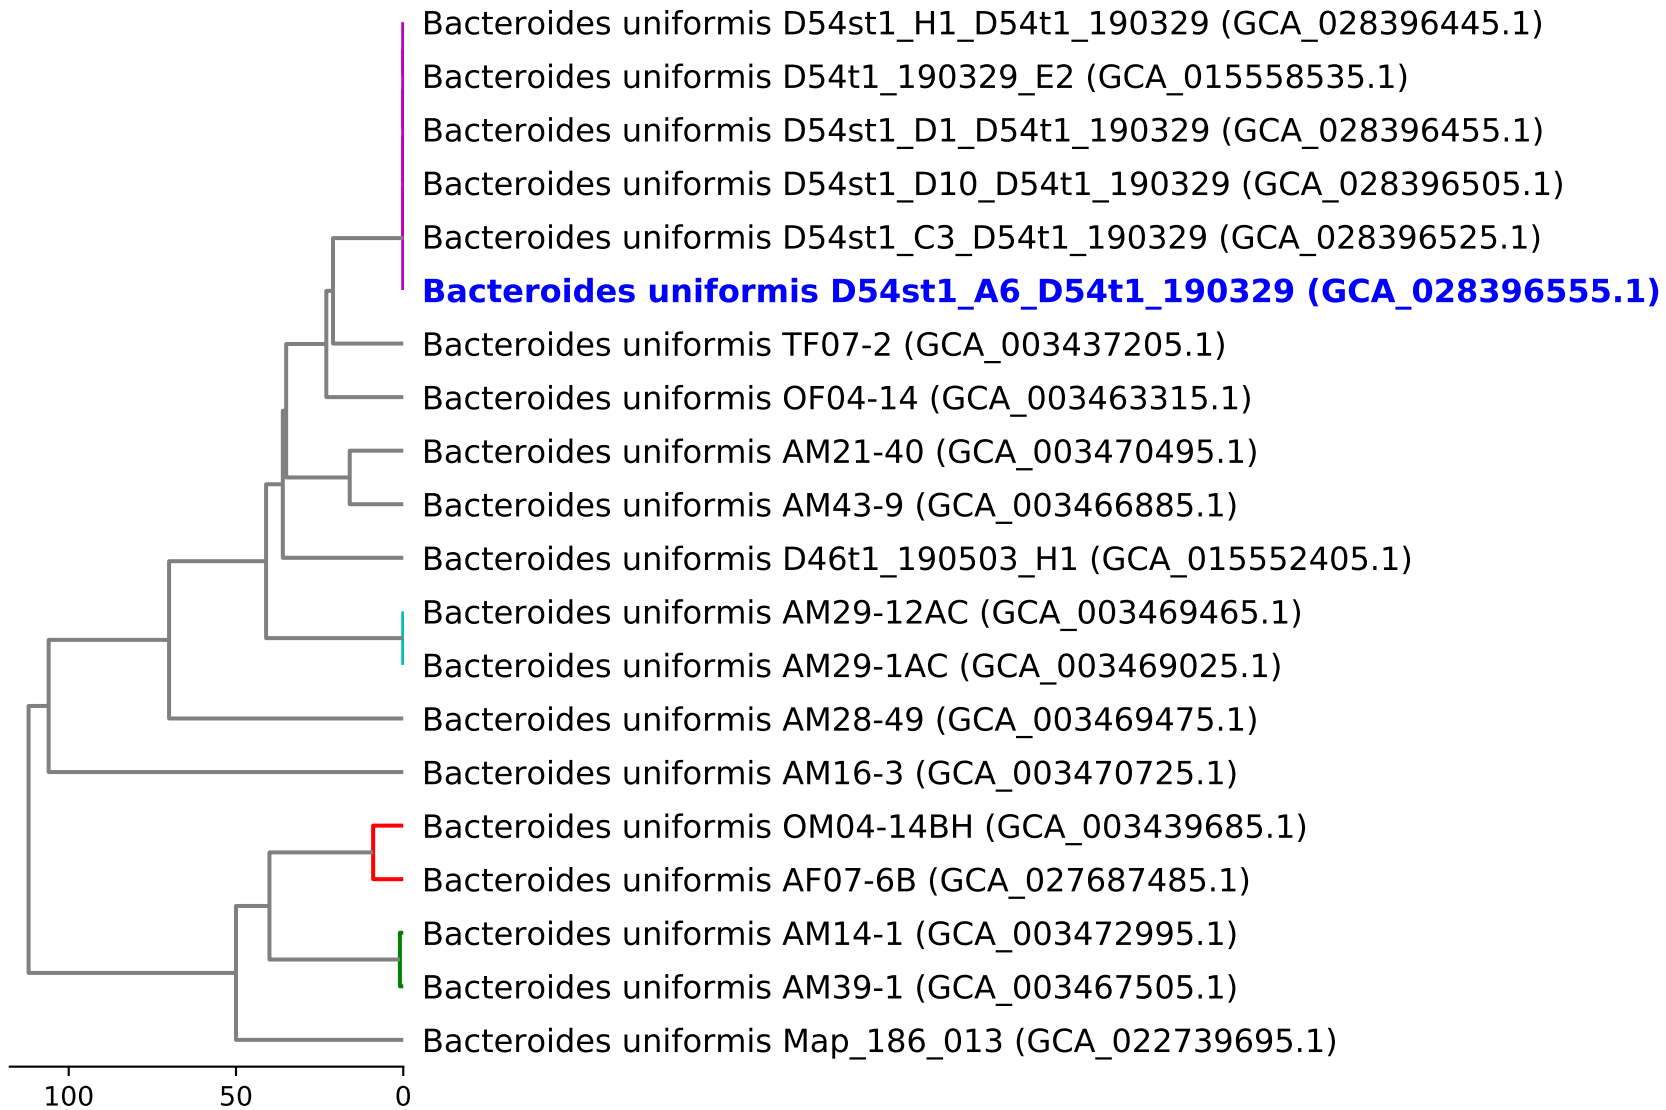 Bacteroides uniformis D54st1_H1_D54t1_190329 (GCA_028396445.1)
Bacteroides uniformis D54t1_190329_E2 (GCA_015558535.1)
Bacteroides uniformis D54st1_D1_D54t1_190329 (GCA_028396455.1)
Bacteroides uniformis D54st1_D10_D54t1_190329 (GCA_028396505.1)
Bacteroides uniformis D54st1_C3_D54t1_190329 (GCA_028396525.1)
Bacteroides uniformis D54st1_A6_D54t1_190329 (GCA_028396555.1)
Bacteroides uniformis TF07-2 (GCA_003437205.1)
Bacteroides uniformis OF04-14 (GCA_003463315.1)
Bacteroides uniformis AM21-40 (GCA_003470495.1)
Bacteroides uniformis AM43-9 (GCA_003466885.1)
Bacteroides uniformis D46t1_190503_H1 (GCA_015552405.1)
Bacteroides uniformis AM29-12AC (GCA_003469465.1)
Bacteroides uniformis AM29-1AC (GCA_003469025.1)
Bacteroides uniformis AM28-49 (GCA_003469475.1)
Bacteroides uniformis AM16-3 (GCA_003470725.1)
Bacteroides uniformis OM04-14BH (GCA_003439685.1)
Bacteroides uniformis AF07-6B (GCA_027687485.1)
Bacteroides uniformis AM14-1 (GCA_003472995.1)
Bacteroides uniformis AM39-1 (GCA_003467505.1)
Bacteroides uniformis Map_186_013 (GCA_022739695.1)
100 50 0